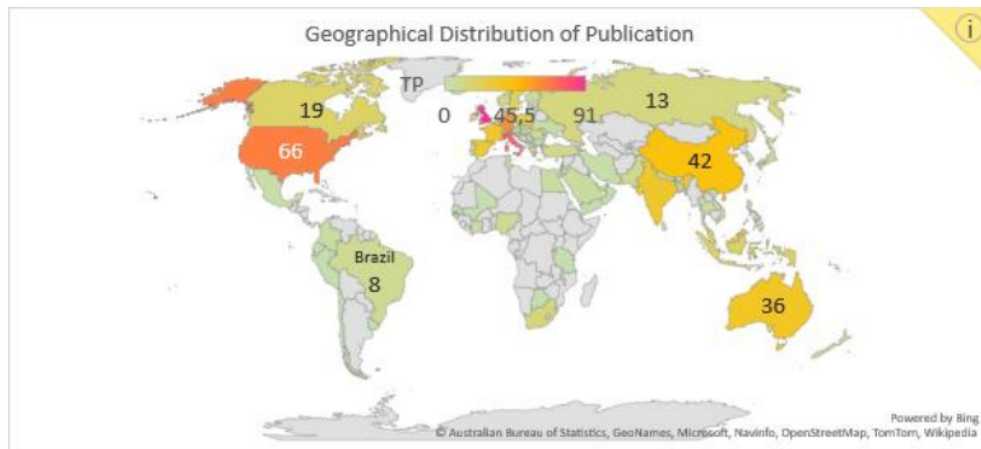 Geographical Distribution of Publication
i
TP
0 45,5 91
19
13
66
42
Brazil
8
36
Powered by Bing
© Australian Bureau of Statistics, GeoNames, Microsoft, Navinfo, OpenStreetMap, TomTom, Wikipedia